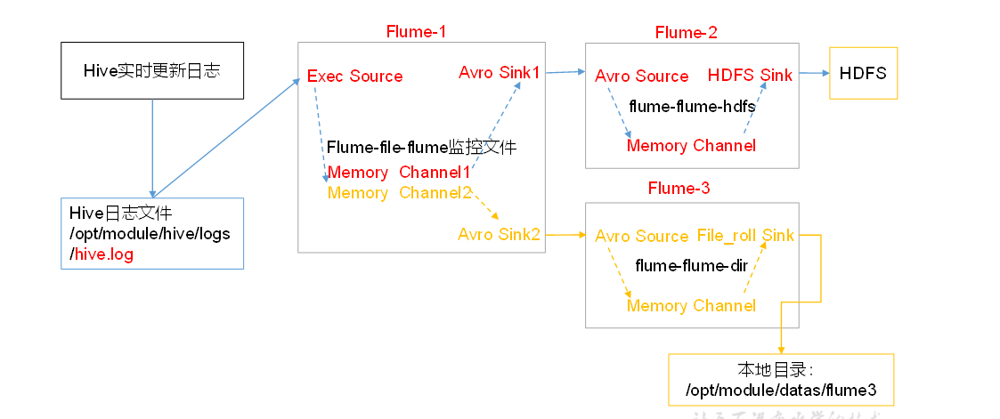 Flume-1
Flume-2
Hive实时更新日志
Exec Source
Avro Sink1
Avro Source
HDFS Sink
HDFS
flume-flume-hdfs
Flume-file-flume监控文件
Memory Channel
Memory Channel1
Memory Channel2
Flume-3
Hive日志文件
/opt/module/hive/logs
/hive.log
Avro Sink2
Avro Source
File_roll Sink
flume-flume-dir
Memory Channel
本地目录：
/opt/module/datas/flume3